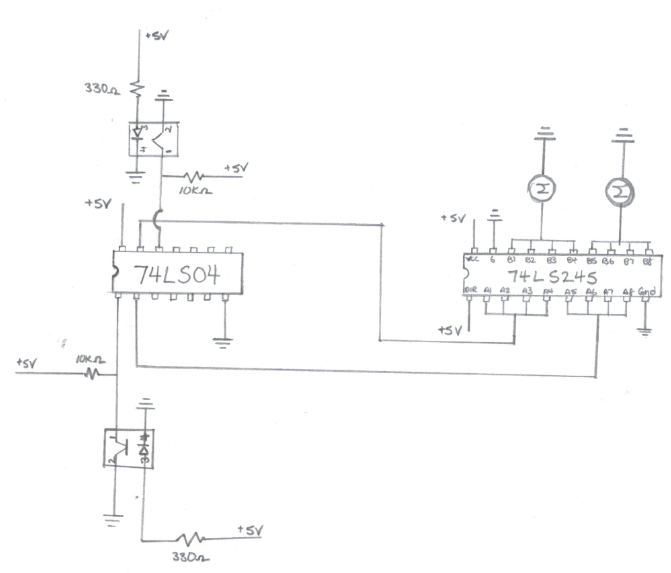 +5V
330Ω
3 2
4 1
+5V
10KΩ
+5V
74LS04
+5V
M M
VCC G B1 B2 B3 B4 B5 B6 B7 B8
74LS245
DIR A1 A2 A3 A4 A5 A6 A7 A8 Gnd
+5V
+5V 10KΩ
1 4
2 3
+5V
330Ω